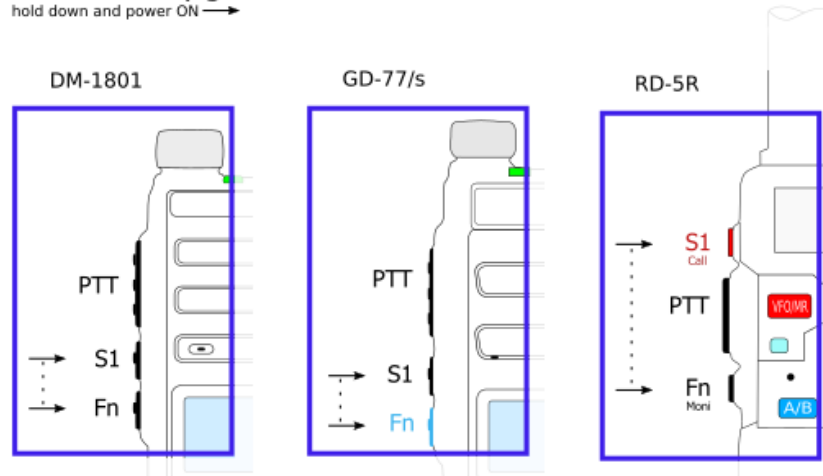 hold down and power ON
DM-1801
PTT
S1
Fn
GD-77/s
PTT
S1
Fn
RD-5R
S1
Call
PTT
VFO/MR
Fn
Moni
A/B